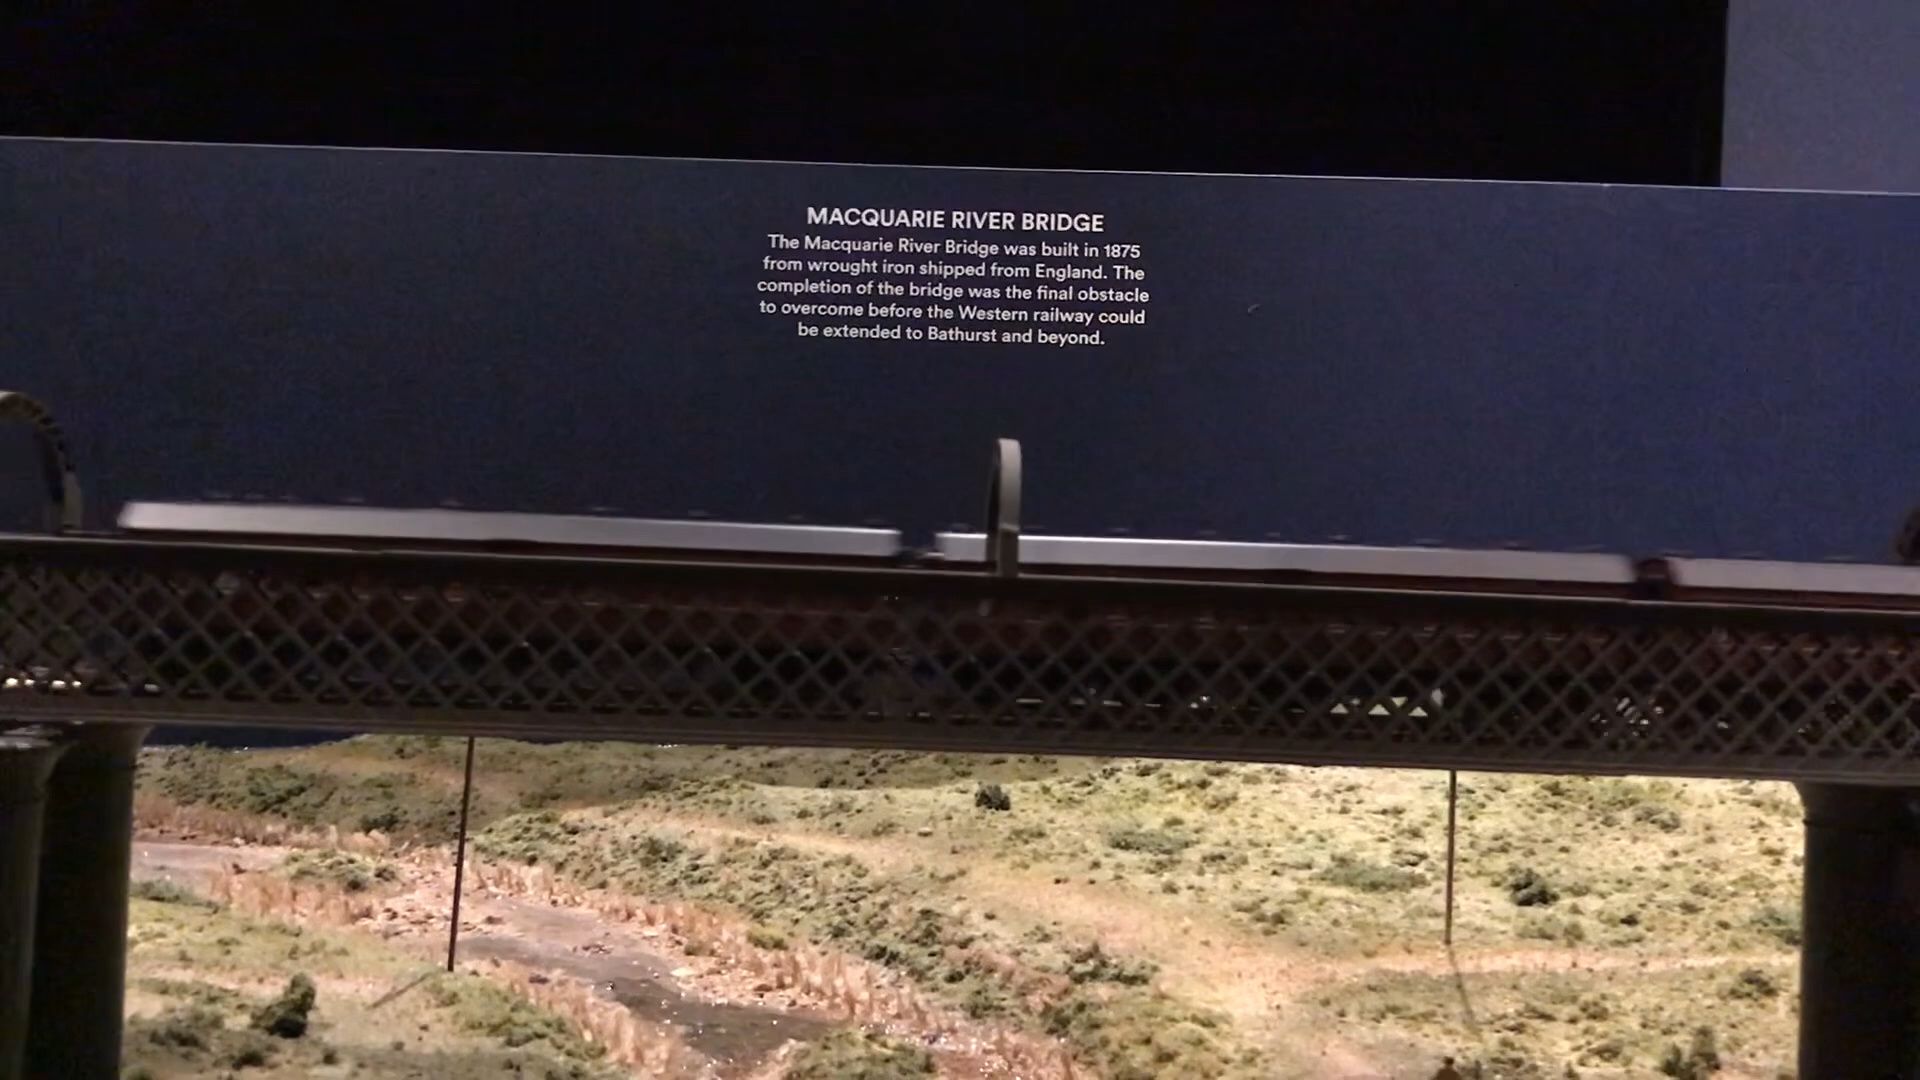 MACQUARIE RIVER BRIDGE
The Macquarie River Bridge was built in 1875
from wrought iron shipped from England. The
completion of the bridge was the final obstacle
to overcome before the Western railway could
be extended to Bathurst and beyond.